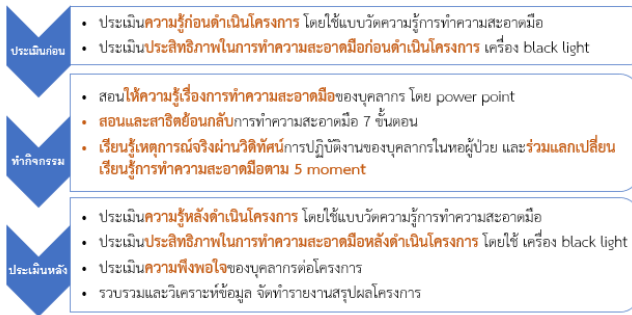 ประเมินก่อน
• ประเมินความรู้ก่อนดำเนินโครงการ โดยใช้แบบวัดความรู้การทำความสะอาดมือ
• ประเมินประสิทธิภาพในการทำความสะอาดมือก่อนดำเนินโครงการ เครื่อง black light
ทำกิจกรรม
• สอนให้ความรู้เรื่องการทำความสะอาดมือของบุคลากร โดย power point
• สอนและสาธิตย้อนกลับการทำความสะอาดมือ 7 ขั้นตอน
• เรียนรู้เหตุการณ์จริงผ่านวิดิทัศน์การปฏิบัติงานของบุคลากรในหอผู้ป่วย และร่วมแลกเปลี่ยน
เรียนรู้การทำความสะอาดมือตาม 5 moment
ประเมินหลัง
• ประเมินความรู้หลังดำเนินโครงการ โดยใช้แบบวัดความรู้การทำความสะอาดมือ
• ประเมินประสิทธิภาพในการทำความสะอาดมือหลังดำเนินโครงการ โดยใช้ เครื่อง black light
• ประเมินความพึงพอใจของบุคลากรต่อโครงการ
• รวบรวมและวิเคราะห์ข้อมูล จัดทำรายงานสรุปผลโครงการ